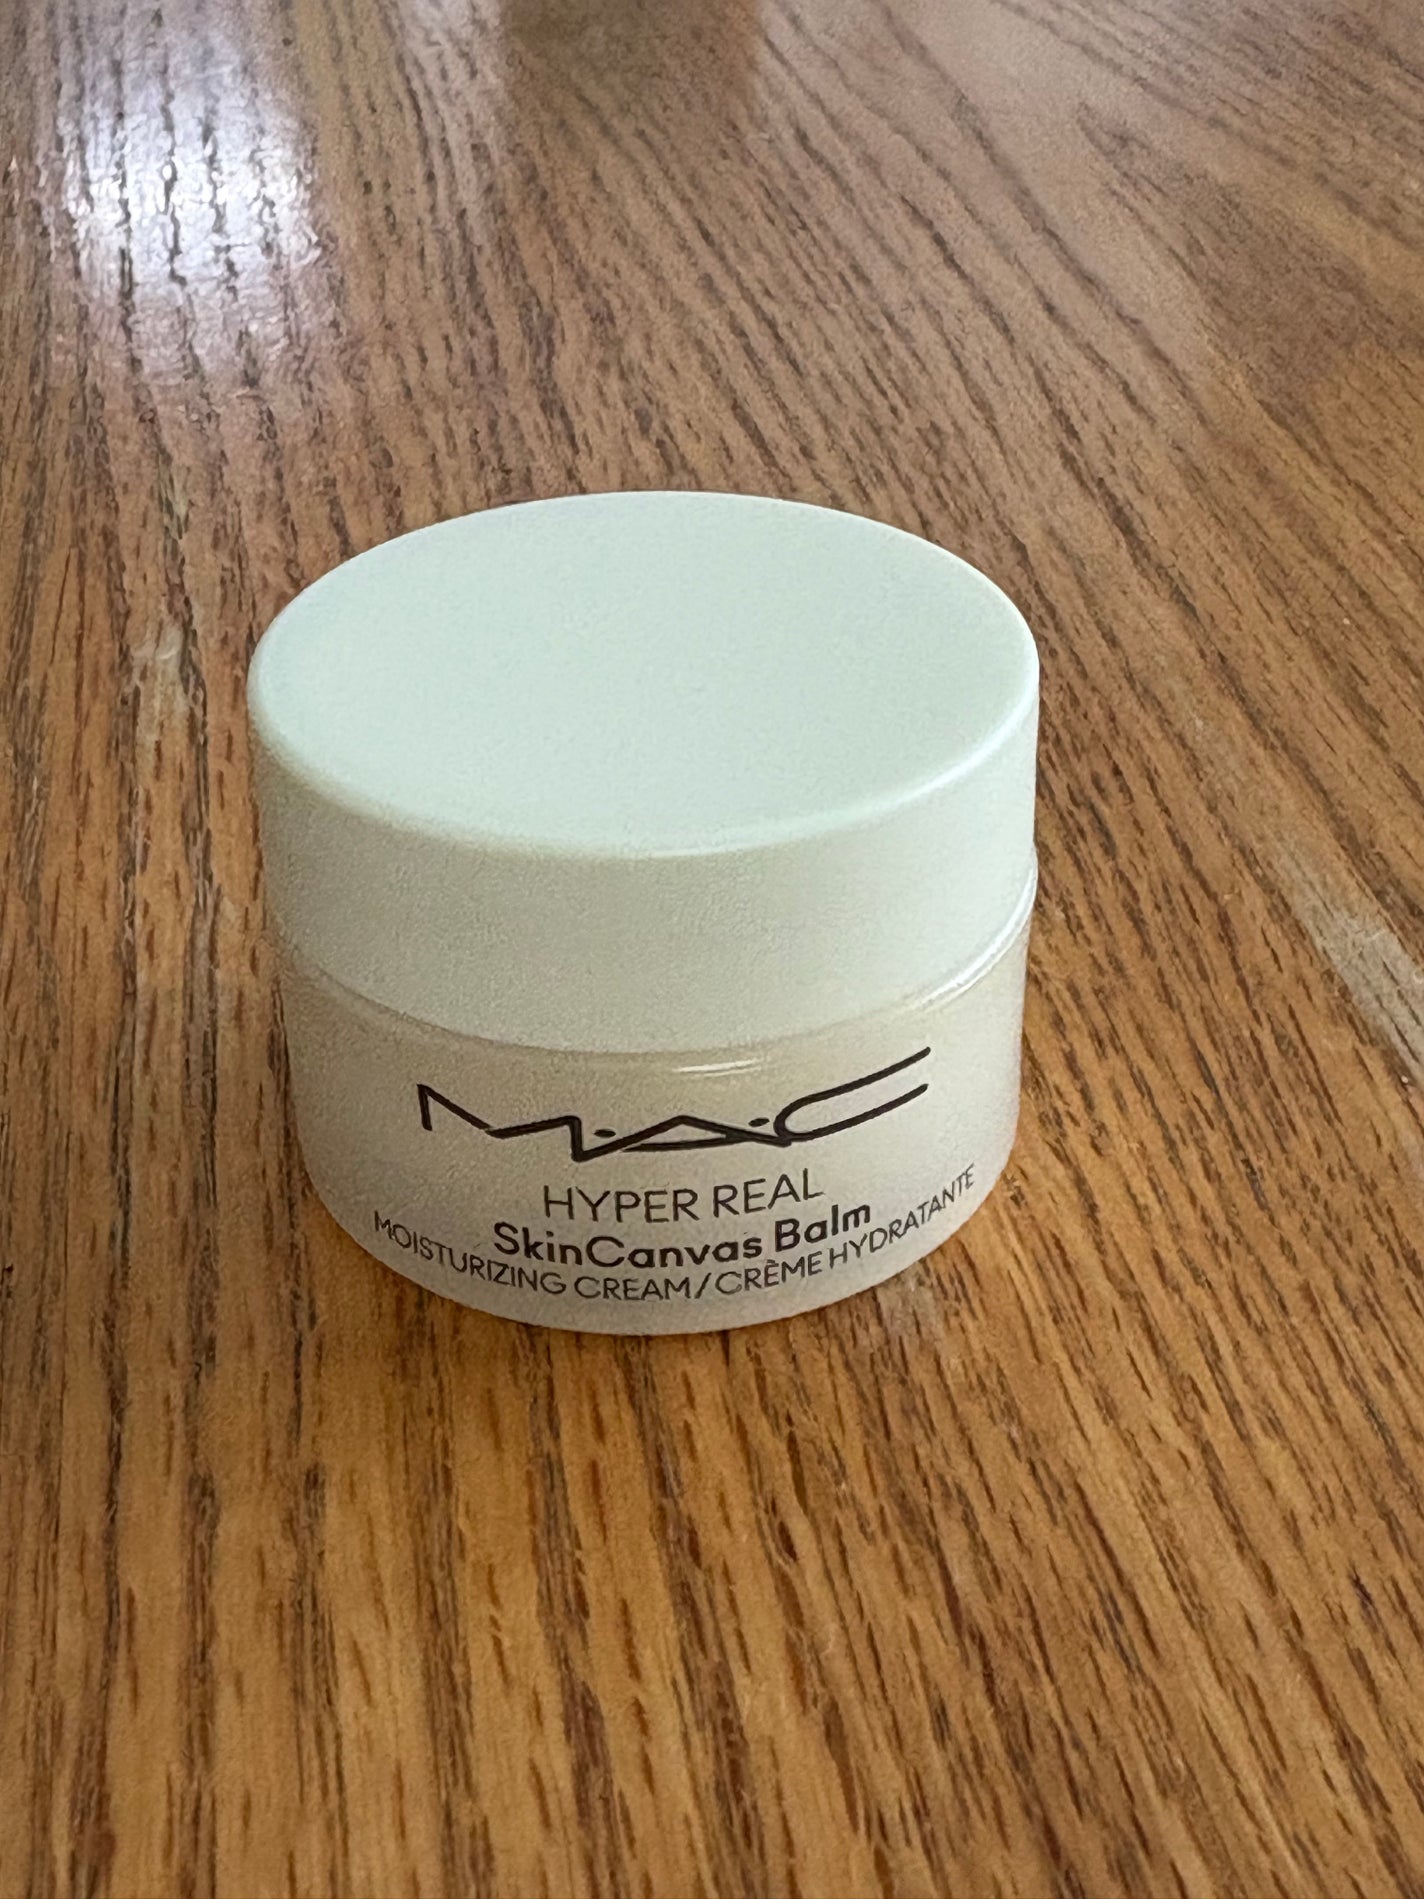 M·A·C
HYPER REAL
SkinCanvas Balm
MOISTURIZING CREAM/CRÈME HYDRATANTE